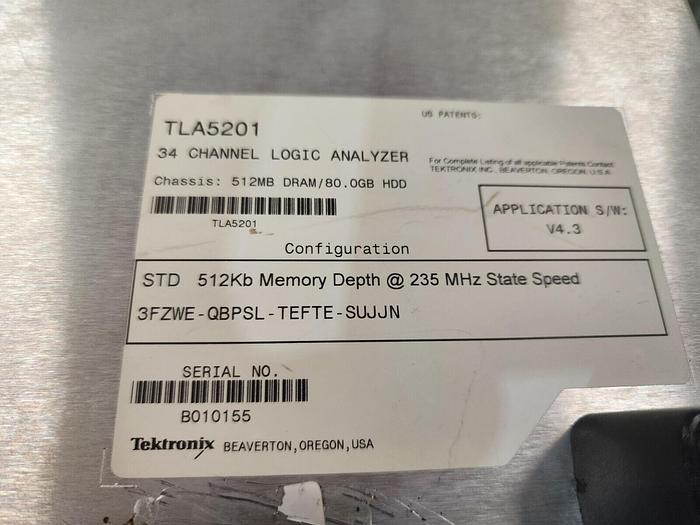 TLA5201
US PATENTS:
34 CHANNEL LOGIC ANALYZER
For Complete Listing of all applicable Patents Contact
TEKTRONIX INC., BEAVERTON, OREGON, U.S.A.
Chassis: 512MB DRAM/80.0GB HDD
TLA5201
APPLICATION S/W:
V4.3
Configuration
STD 512Kb Memory Depth @ 235 MHz State Speed
3FZWE-QBPSL-TEFTE-SUJJN
SERIAL NO.
B010155
Tektronix BEAVERTON,OREGON,USA